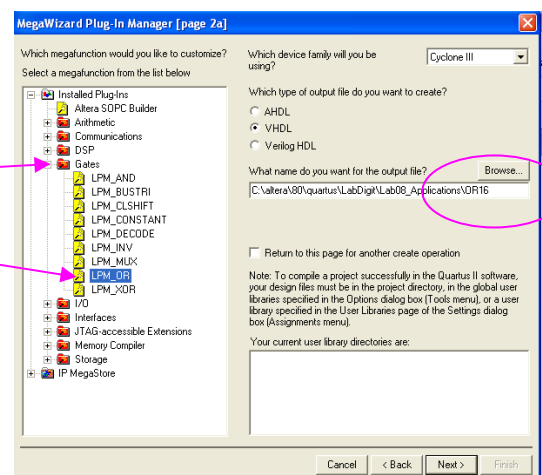 MegaWizard Plug-In Manager [page 2a]
Which megafunction would you like to customize?
Select a megafunction from the list below
Installed Plug-Ins
Altera SOPC Builder
Arithmetic
Communications
DSP
Gates
LPM_AND
LPM_BUSTRI
LPM_CLSHIFT
LPM_CONSTANT
LPM_DECODE
LPM_INV
LPM_MUX
LPM_OR
LPM_XOR
I/O
Interfaces
JTAG-accessible Extensions
Memory Compiler
Storage
IP MegaStore
Which device family will you be
using?
Cyclone III
Which type of output file do you want to create?
AHDL
VHDL
Verilog HDL
What name do you want for the output file?
Browse...
C:\altera\80\quartus\LabDigit\Lab08_Applications\OR16
Return to this page for another create operation
Note: To compile a project successfully in the Quartus II software,
your design files must be in the project directory, in the global user
libraries specified in the Options dialog box (Tools menu), or a user
library specified in the User Libraries page of the Settings dialog
box (Assignments menu).
Your current user library directories are:
Cancel
< Back
Next >
Finish